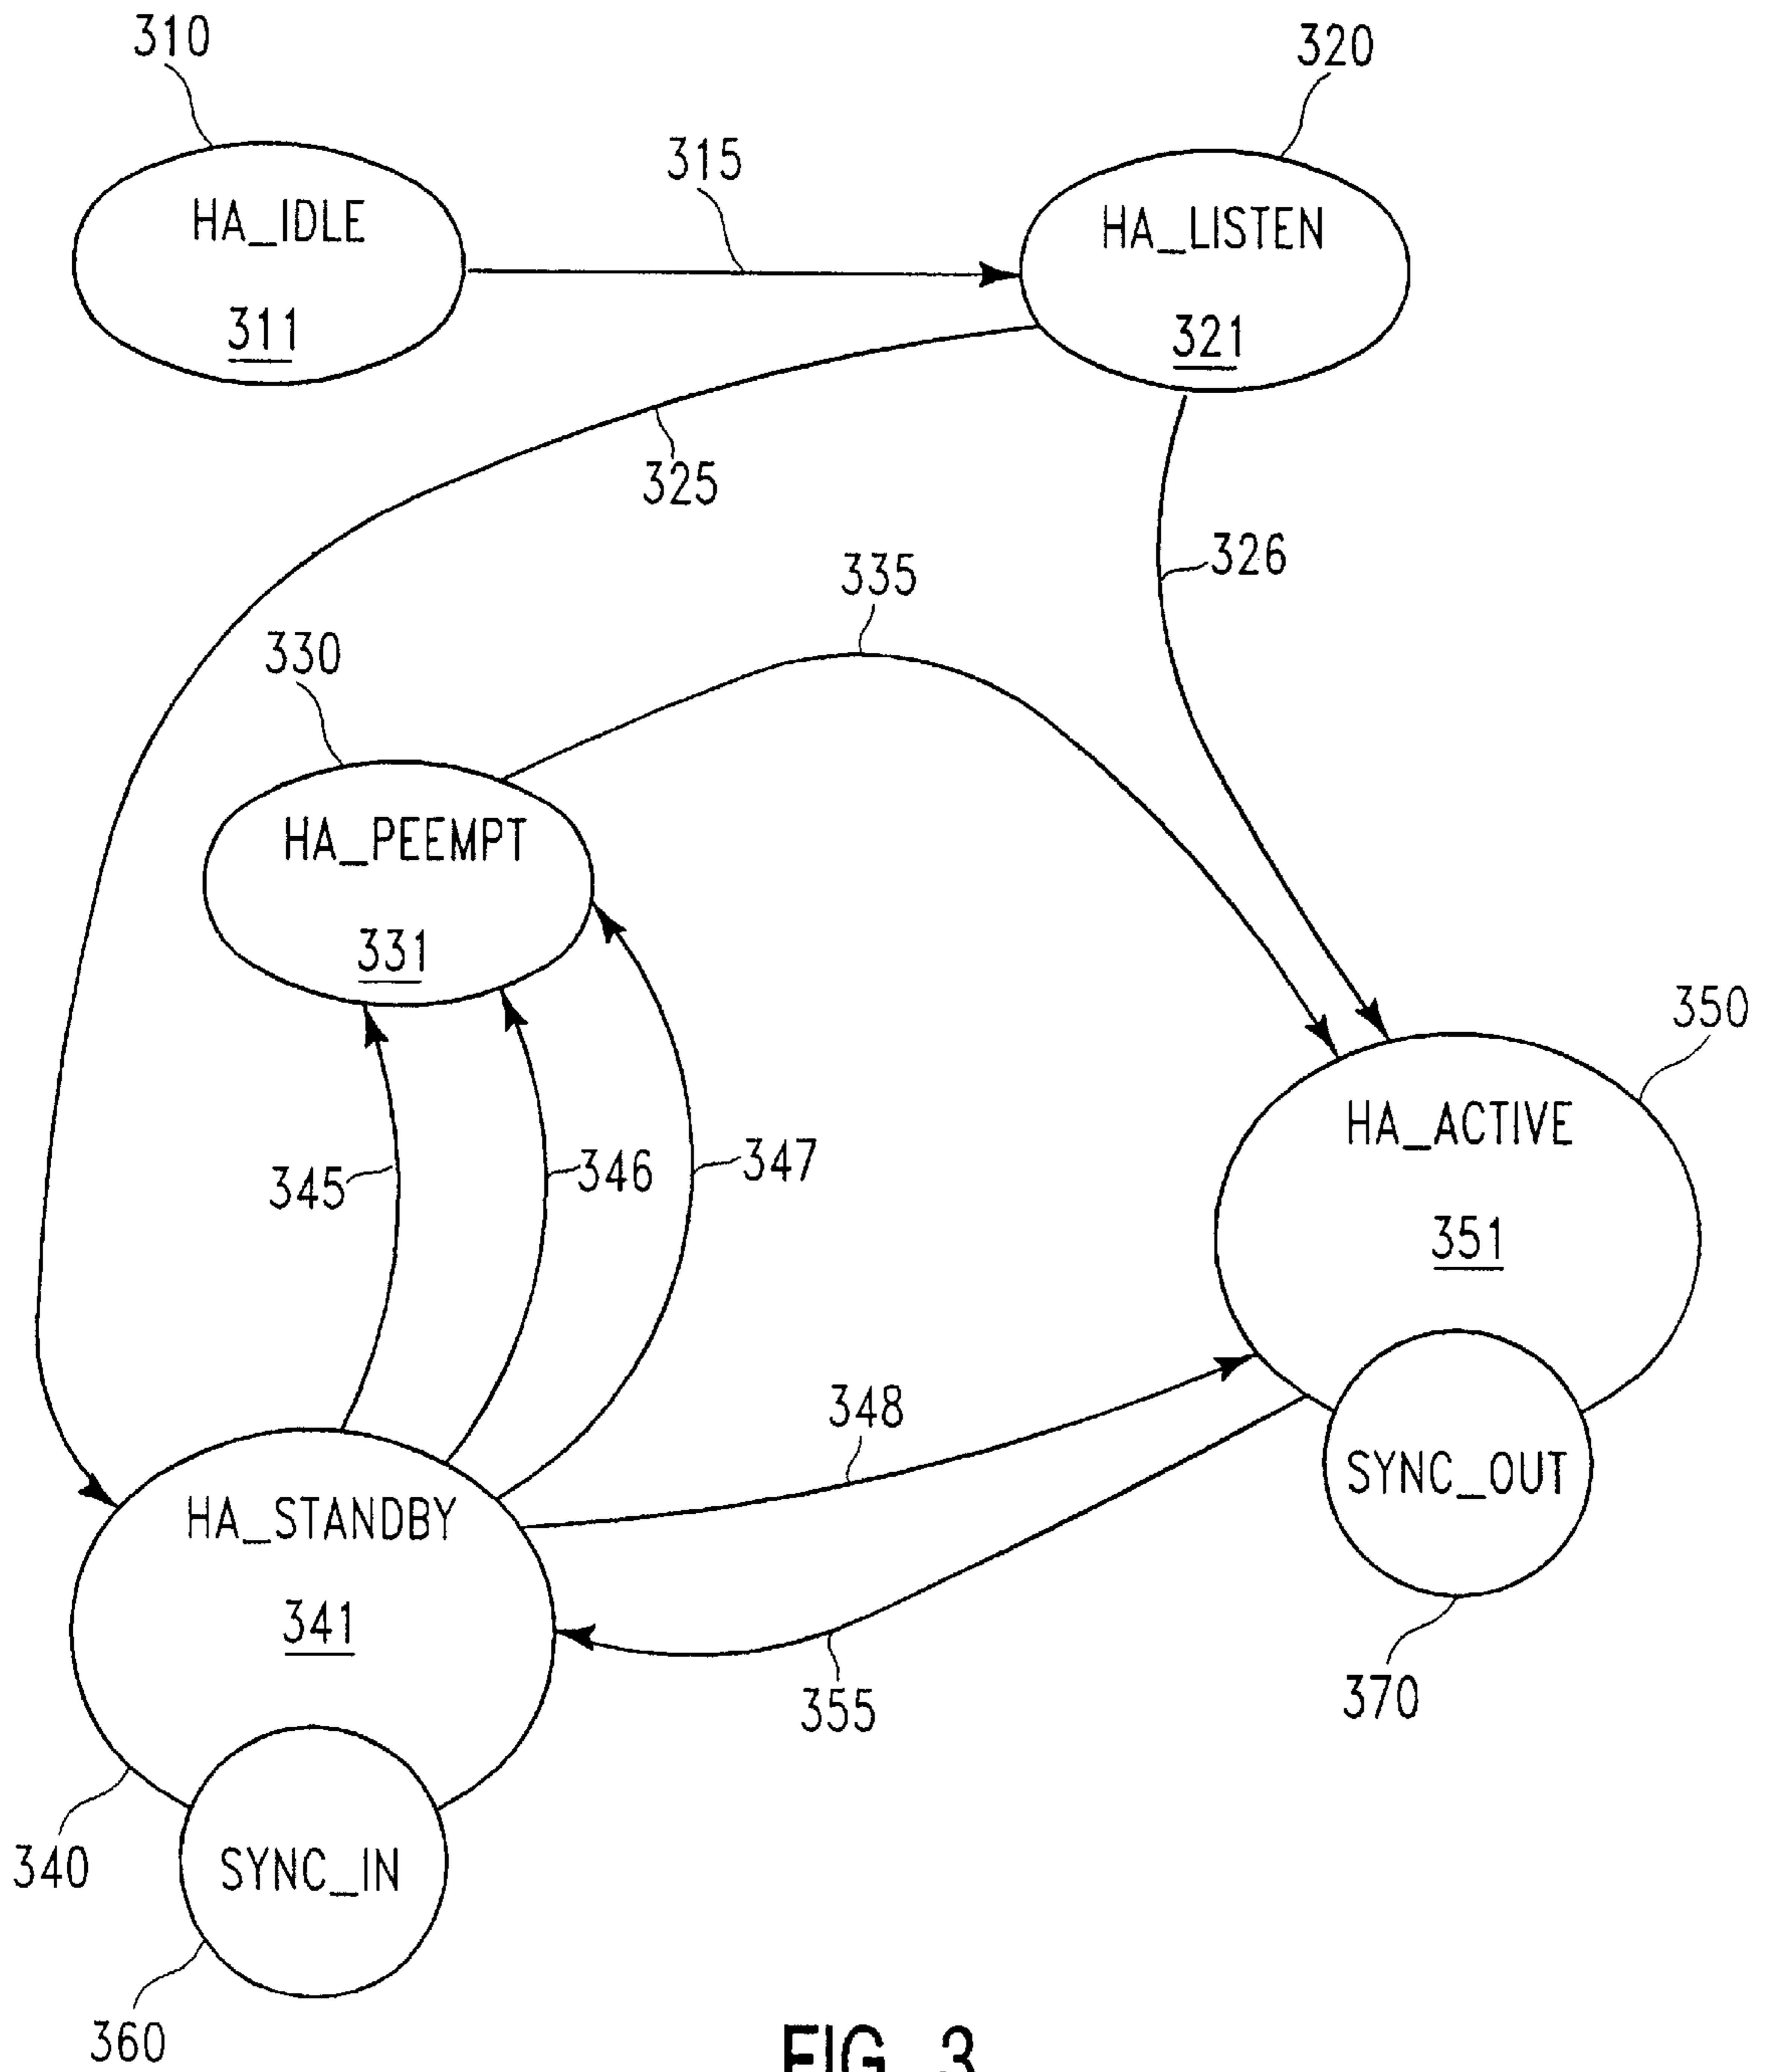 310
320
315
HA_IDLE
HA_LISTEN
311
321
325
326
335
330
HA_PEEMPT
331
350
HA_ACTIVE
345
346
347
351
348
SYNC_OUT
HA_STANDBY
341
355
370
340
SYNC_IN
360
FIG. 3